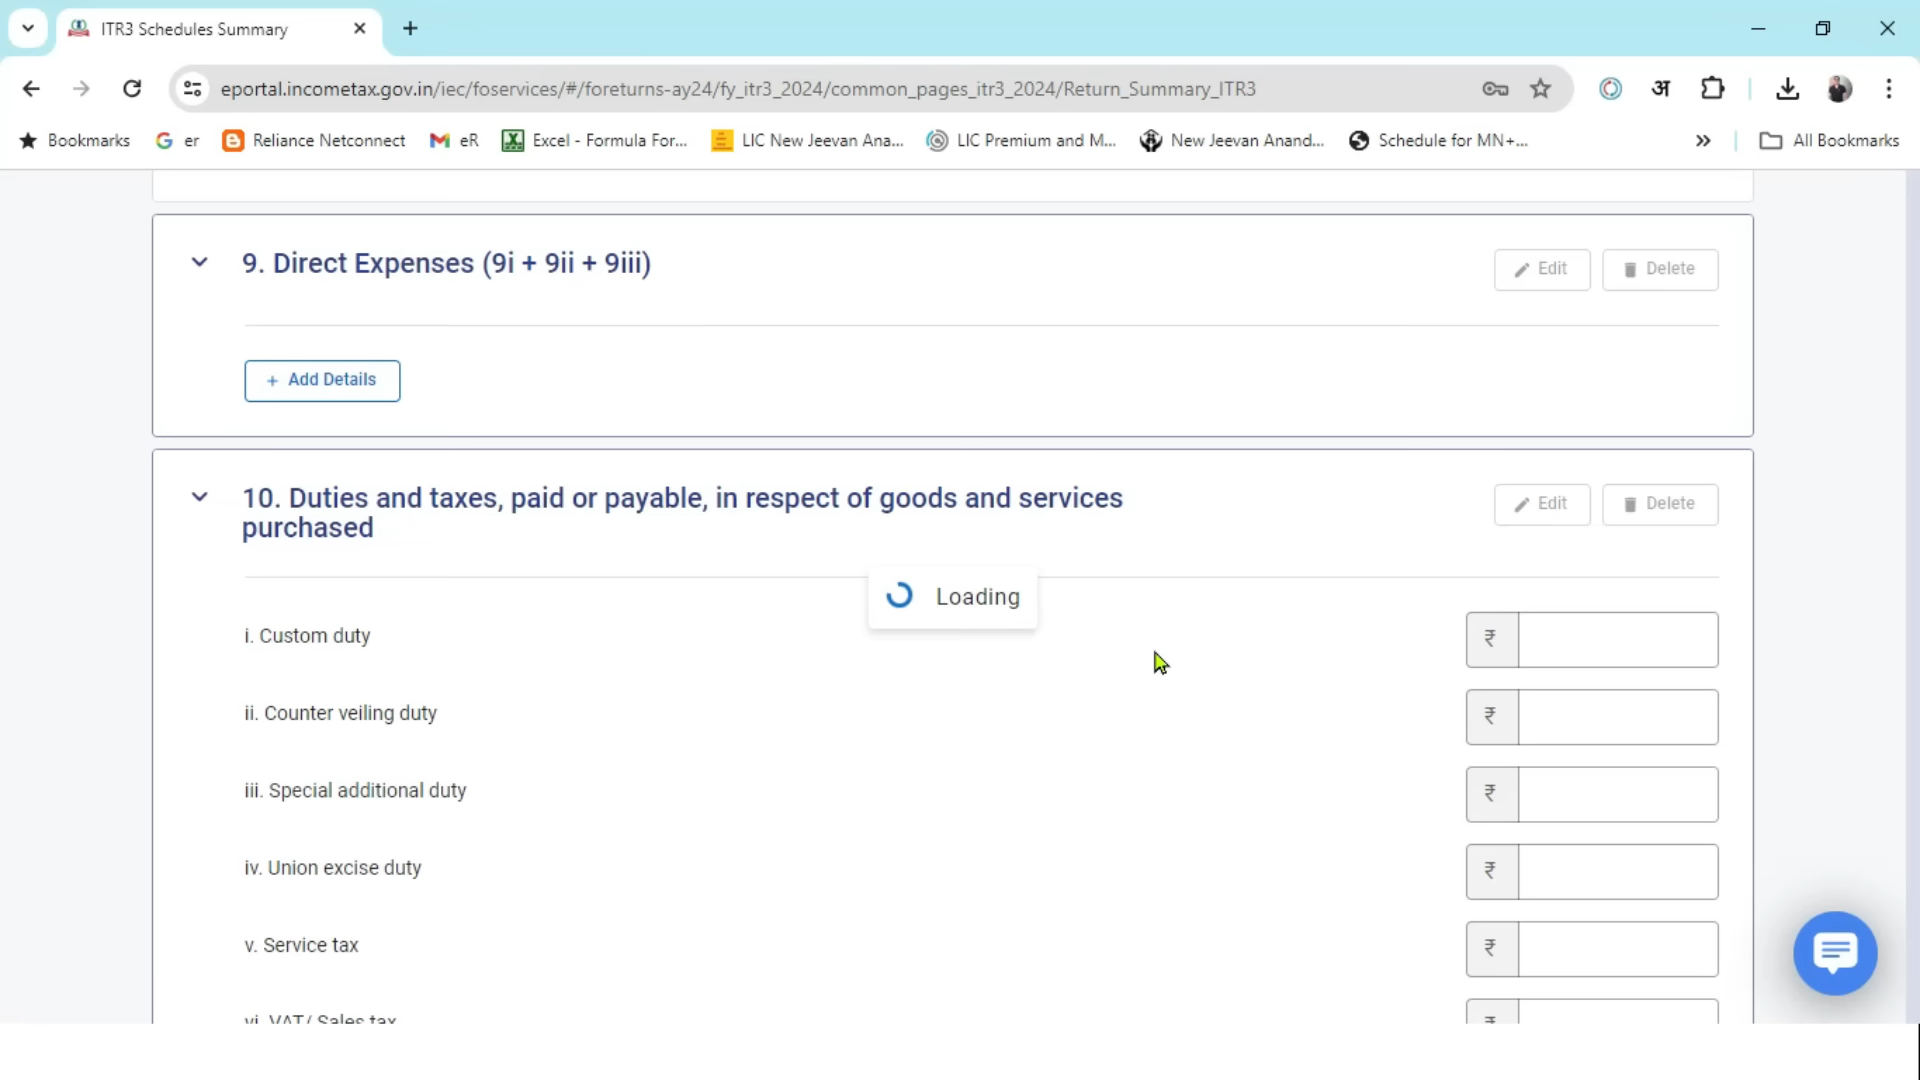 ITR3 Schedules Summary
eportal.incometax.gov.in/iec/foservices/#/foreturns-ay24/fy_itr3_2024/common_pages_itr3_2024/Return_Summary_ITR3
अ
Bookmarks
G er
Reliance Netconnect
eR
Excel - Formula For...
LIC New Jeevan Ana...
LIC Premium and M...
New Jeevan Anand...
Schedule for MN+...
»
All Bookmarks
9. Direct Expenses (9i + 9ii + 9iii)
Edit
Delete
+ Add Details
10. Duties and taxes, paid or payable, in respect of goods and services
purchased
Edit
Delete
Loading
i. Custom duty
₹
ii. Counter veiling duty
₹
iii. Special additional duty
₹
iv. Union excise duty
₹
v. Service tax
₹
vi. VAT/ Sales tax
₹